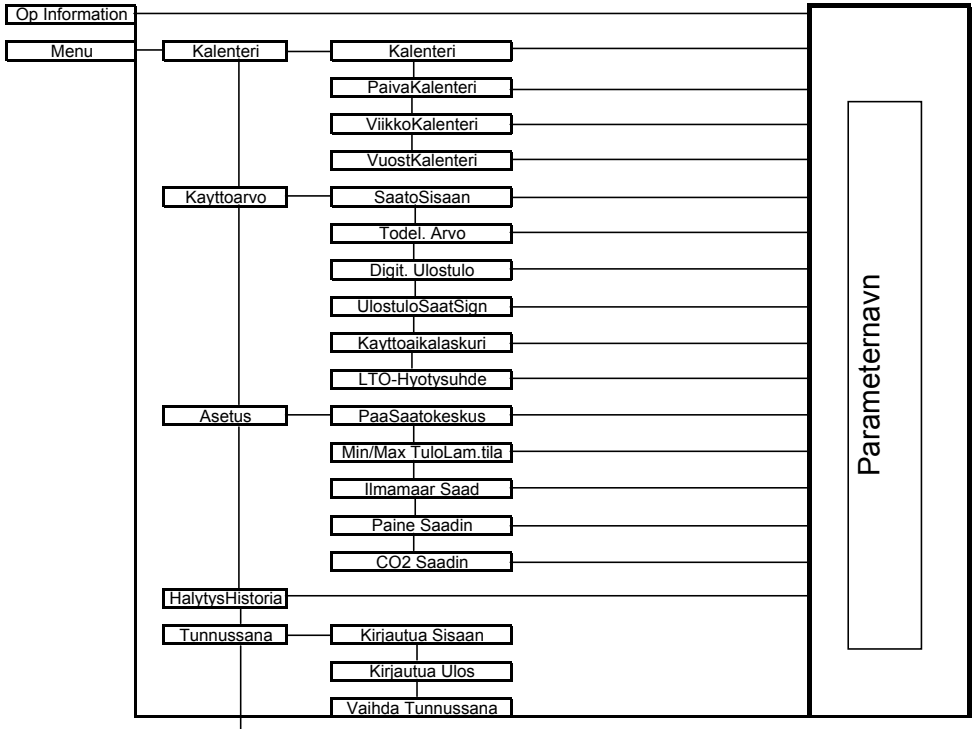 Op Information
Menu
Kalenteri
Kalenteri
PaivaKalenteri
ViikkoKalenteri
VuostKalenteri
Kayttoarvo
SaatoSisaan
Todel. Arvo
Digit. Ulostulo
UlostuloSaatSign
Kayttoaikalaskuri
LTO-Hyotysuhde
Asetus
PaaSaatokeskus
Min/Max TuloLam.tila
Ilmamaar Saad
Paine Saadin
CO2 Saadin
HalytysHistoria
Tunnussana
Kirjautua Sisaan
Kirjautua Ulos
Vaihda Tunnussana
Parameternavn